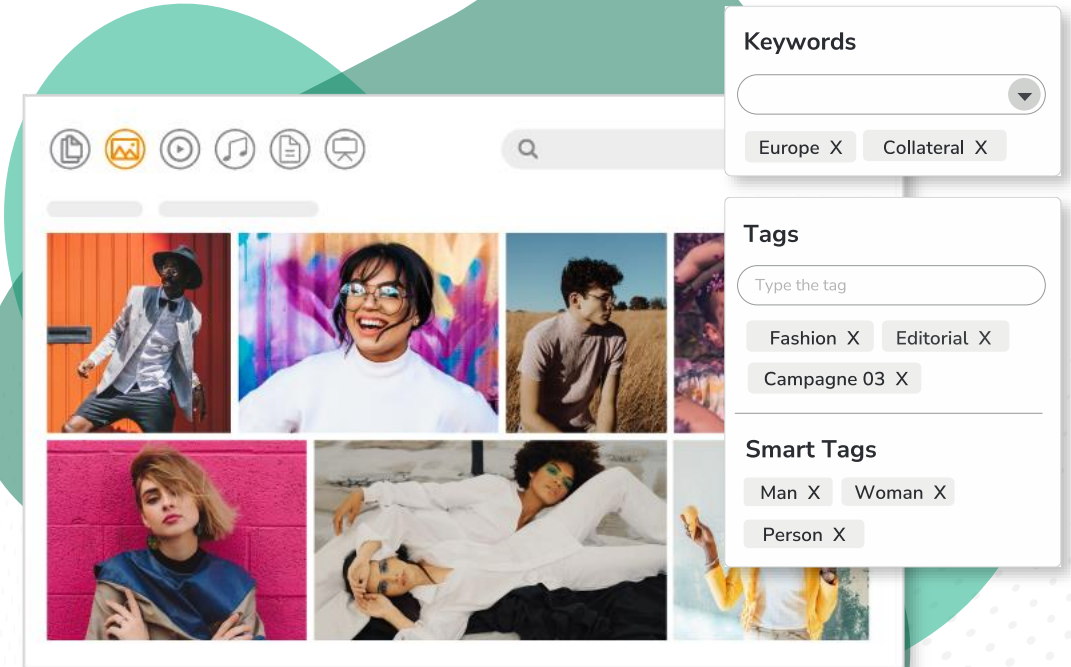 Keywords
Europe X Collateral X
Tags
Type the tag
Fashion X Editorial X
Campagne 03 X
Smart Tags
Man X Woman X
Person X